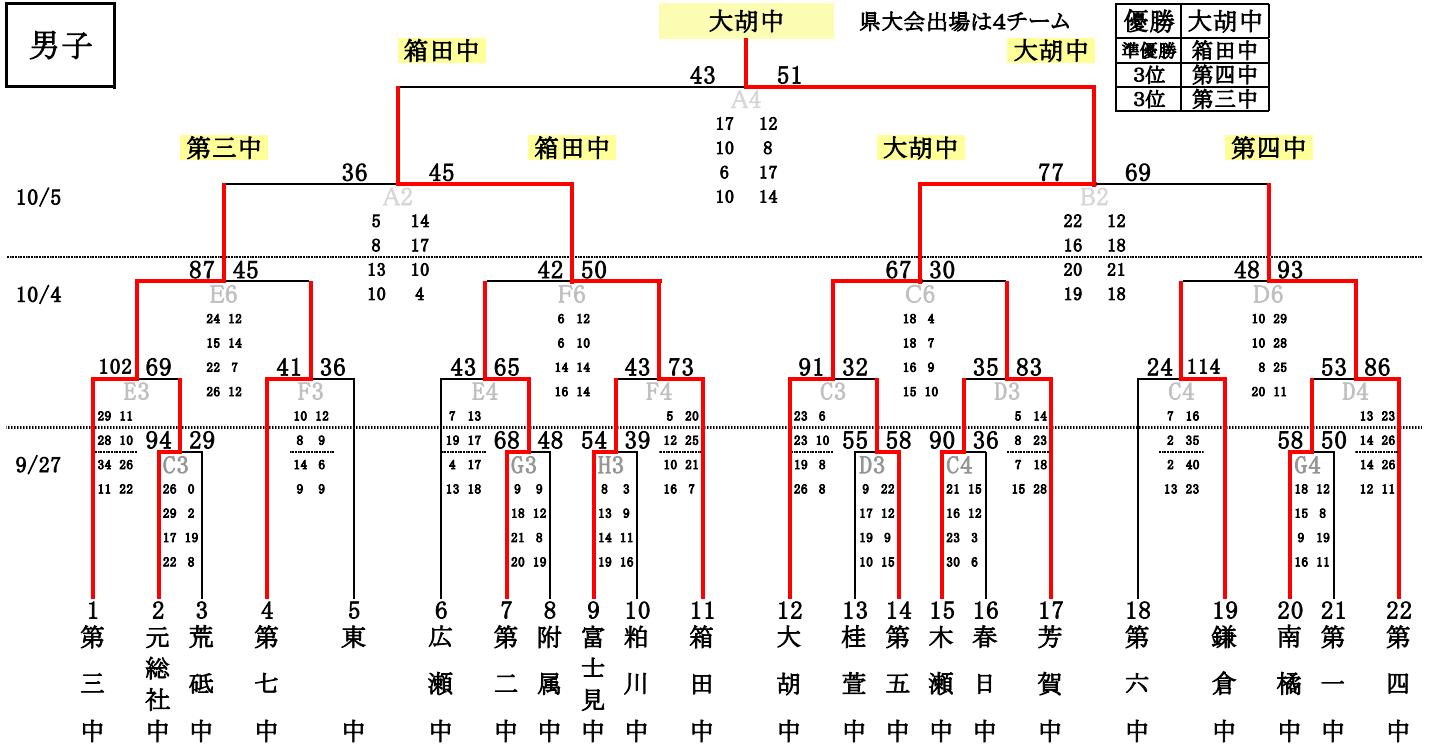 男子
大胡中
県大会出場は4チーム
優勝 大胡中
準優勝 箱田中
3位 第四中
3位 第三中
箱田中 大胡中
43 51
A4
17 12
10 8
6 17
10 14
第三中 箱田中 大胡中 第四中
10/5
36 45 77 69
A2 B2
5 14 22 12
8 17 16 18
13 10 20 21
10 4 19 18
10/4
87 45 42 50 67 30 48 93
E6 F6 C6 D6
24 12 6 12 18 4 10 29
15 14 6 10 18 7 10 28
22 7 14 14 16 9 8 25
26 12 16 14 15 10 20 11
102 69 41 36 43 65 43 73 91 32 35 83 24 114 53 86
E3 F3 E4 F4 C3 D3 C4 D4
29 11 10 12 7 13 5 20 23 6 5 14 7 16 13 23
28 10 8 9 19 17 12 25 23 10 8 23 2 35 14 26
34 26 14 6 4 17 10 21 19 8 7 18 2 40 14 26
11 22 9 9 13 18 16 7 26 8 15 28 13 23 12 11
9/27
94 29 68 48 54 39 55 58 90 36 58 50
C3 G3 H3 D3 C4 G4
26 0 9 9 8 3 9 22 21 15 18 12
29 2 18 12 13 9 17 12 16 12 15 8
17 19 21 8 14 11 19 9 23 3 9 19
22 8 20 19 19 16 10 15 30 6 16 11
1 2 3 4 5 6 7 8 9 10 11 12 13 14 15 16 17 18 19 20 21 22
第三中
元総社中
荒砥中
第七中
東中
広瀬中
第二中
附属中
富士見中
粕川中
箱田中
大胡中
桂萱中
第五中
木瀬中
春日中
芳賀中
第六中
鎌倉中
南橘中
第一中
第四中